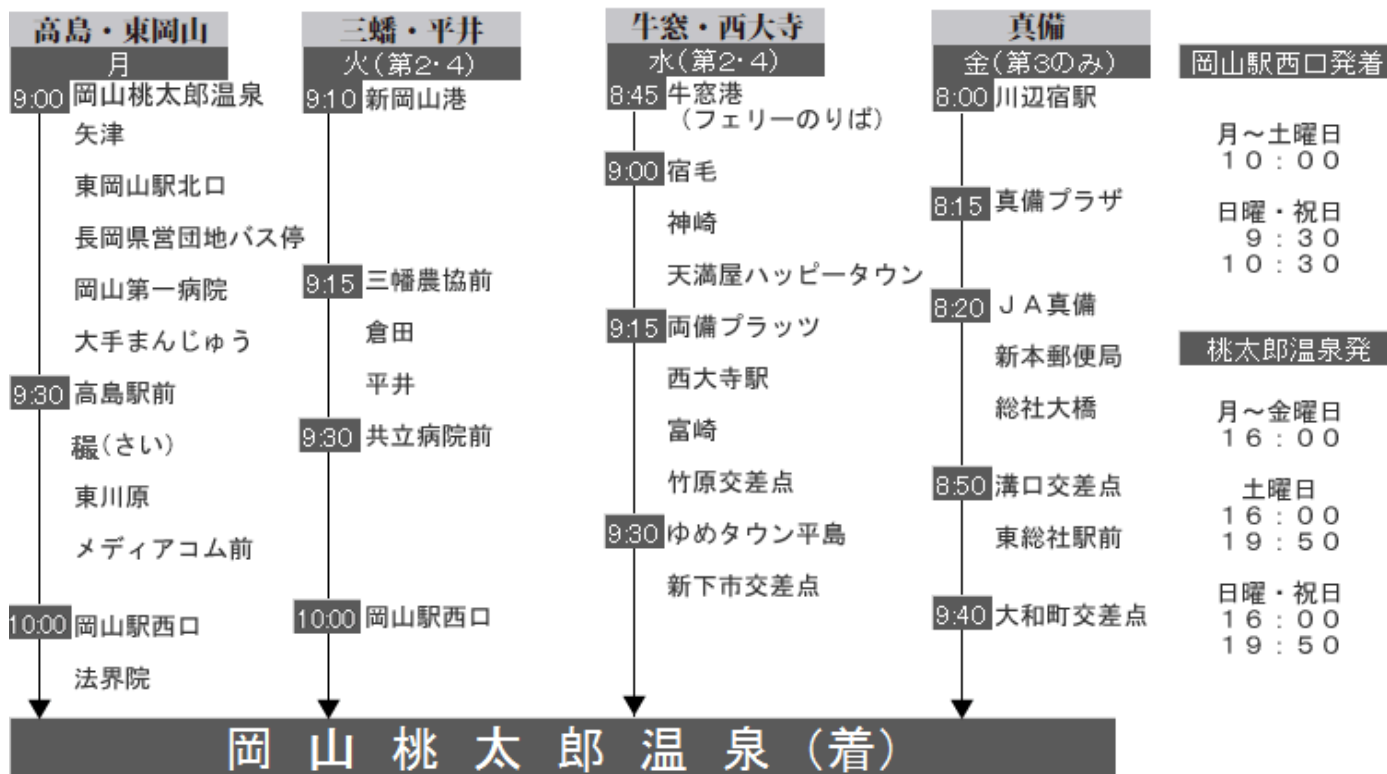 高島・東岡山
月
9:00 岡山桃太郎温泉
矢津
東岡山駅北口
長岡県営団地バス停
岡山第一病院
大手まんじゅう
9:30 高島駅前
(さい)
東川原
メディアコム前
10:00 岡山駅西口
法界院
三蟠・平井
火(第2・4)
9:10 新岡山港
9:15 三幡農協前
倉田
平井
9:30 共立病院前
10:00 岡山駅西口
牛窓・西大寺
水(第2・4)
8:45 牛窓港
(フェリーのりば)
9:00 宿毛
神崎
天満屋ハッピータウン
9:15 両備プラッツ
西大寺駅
富崎
竹原交差点
9:30 ゆめタウン平島
新下市交差点
真備
金(第3のみ)
8:00 川辺宿駅
8:15 真備プラザ
8:20 JA真備
新本郵便局
総社大橋
8:50 溝口交差点
東総社駅前
9:40 大和町交差点
岡山駅西口発着
月~土曜日
10:00
日曜・祝日
9:30
10:30
桃太郎温泉発
月~金曜日
16:00
土曜日
16:00
19:50
日曜・祝日
16:00
19:50
岡山桃太郎温泉(着)